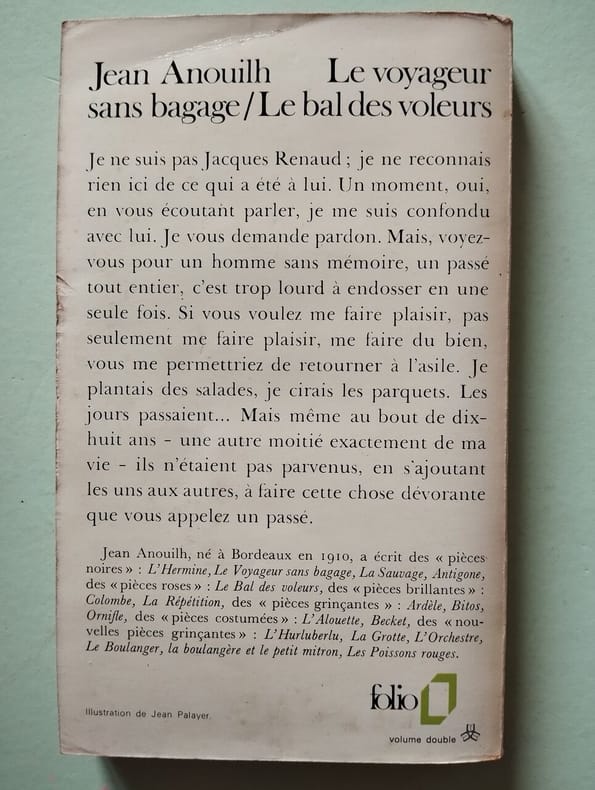 Jean Anouilh Le voyageur
sans bagage/Le bal des voleurs
Je ne suis pas Jacques Renaud ; je ne reconnais
rien ici de ce qui a été à lui. Un moment, oui,
en vous écoutant parler, je me suis confondu
avec lui. Je vous demande pardon. Mais, voyez-
vous pour un homme sans mémoire, un passé
tout entier, c'est trop lourd à endosser en une
seule fois. Si vous voulez me faire plaisir, pas
seulement me faire plaisir, me faire du bien,
vous me permettriez de retourner à l'asile. Je
plantais des salades, je cirais les parquets. Les
jours passaient... Mais même au bout de dix-
huit ans – une autre moitié exactement de ma
vie – ils n'étaient pas parvenus, en s'ajoutant
les uns aux autres, à faire cette chose dévorante
que vous appelez un passé.
Jean Anouilh, né à Bordeaux en 1910, a écrit des « pièces
noires » : L'Hermine, Le Voyageur sans bagage, La Sauvage, Antigone,
des « pièces roses » : Le Bal des voleurs, des « pièces brillantes » :
Colombe, La Répétition, des « pièces grinçantes » : Ardèle, Bitos,
Ornifle, des « pièces costumées » : L'Alouette, Becket, des « nou-
velles pièces grinçantes » : L'Hurluberlu, La Grotte, L'Orchestre,
Le Boulanger, la boulangère et le petit mitron, Les Poissons rouges.
folio
Illustration de Jean Palayer.
volume double